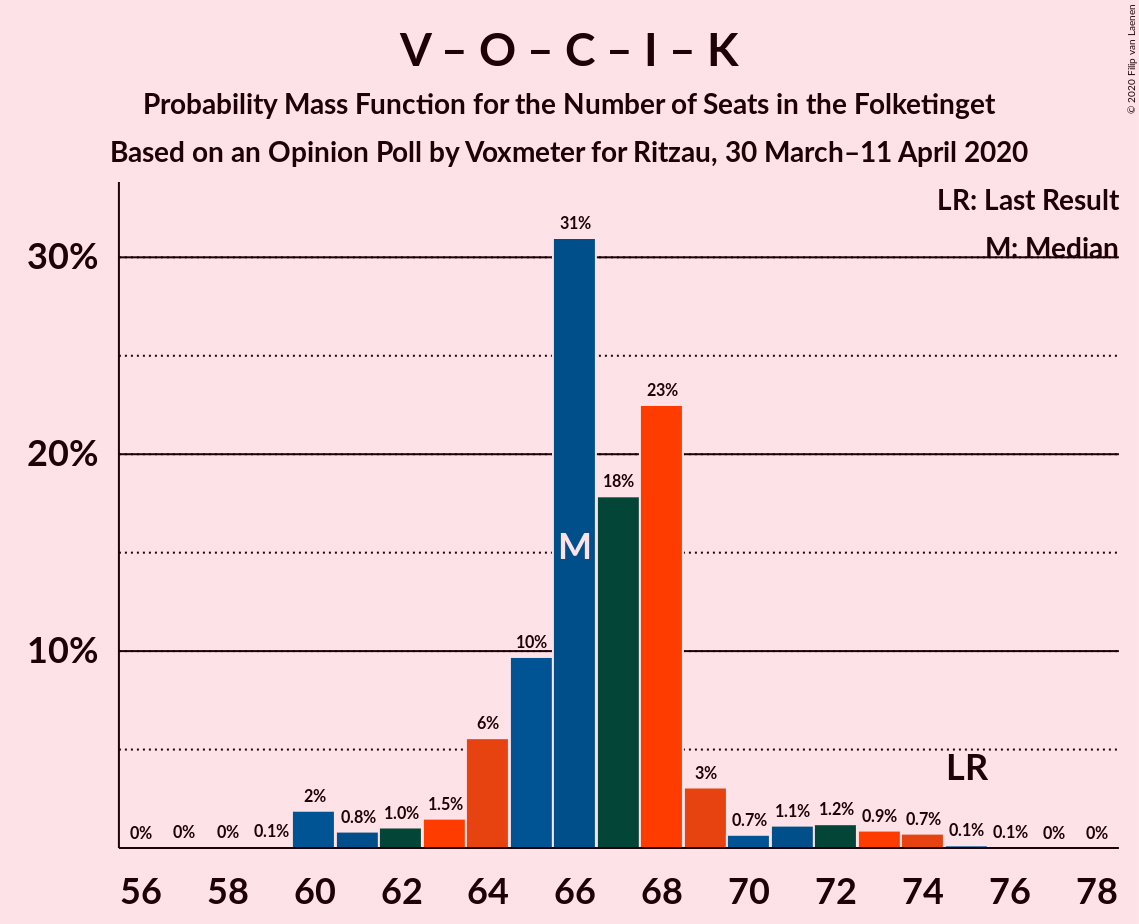 V – O – C – I – K
Probability Mass Function for the Number of Seats in the Folketinget
Based on an Opinion Poll by Voxmeter for Ritzau, 30 March–11 April 2020
© 2020 Filip van Laenen
LR: Last Result
M: Median
30%
20%
10%
0%
0%
0%
0.1%
2%
0.8%
1.0%
1.5%
6%
10%
31%
18%
23%
3%
0.7%
1.1%
1.2%
0.9%
0.7%
0.1%
0.1%
0%
0%
M
LR
56 58 60 62 64 66 68 70 72 74 76 78